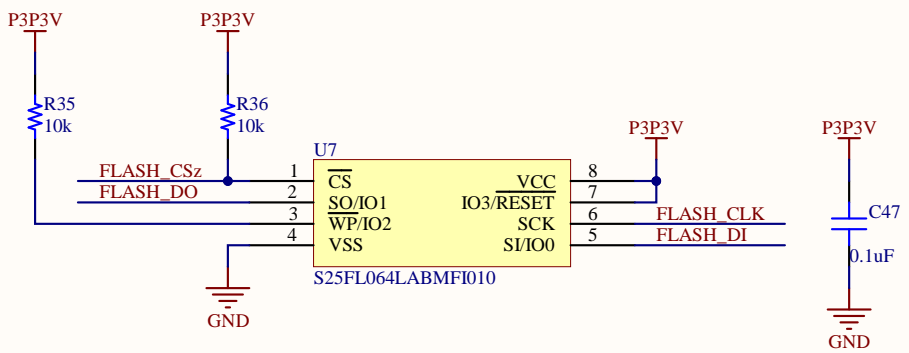 P3P3V
P3P3V
R35
10k
R36
10k
P3P3V
P3P3V
U7
FLASH_CSz
1
CS
VCC
8
FLASH_DO
2
SO/IO1
IO3/RESET
7
3
WP/IO2
SCK
6
FLASH_CLK
4
VSS
SI/IO0
5
FLASH_DI
C47
0.1uF
S25FL064LABMFI010
GND
GND